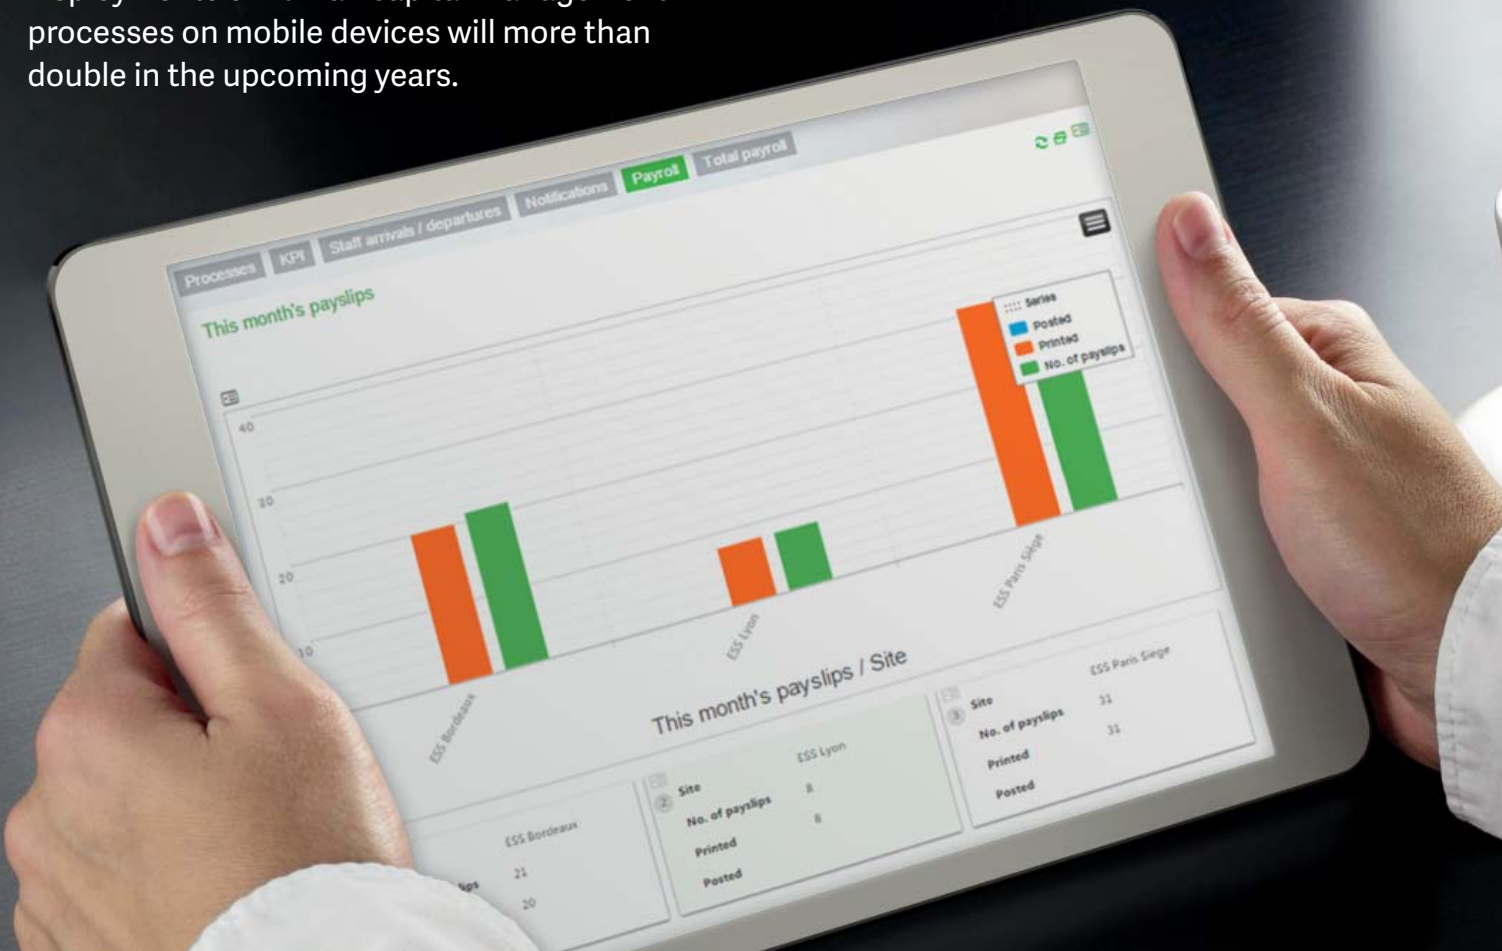 processes on mobile devices will more than
double in the upcoming years.
Processes KPI Staff arrivals / departures Notifications Payroll Total payroll
This month's payslips
Series
Posted
Printed
No. of payslips
40
30
20
10
ESS Bordeaux
ESS Lyon
ESS Paris Siège
This month's payslips / Site
ESS Bordeaux
21
20
2
Site ESS Lyon
No. of payslips 8
Printed 8
Posted
3
Site ESS Paris Siege
No. of payslips 31
Printed 31
Posted